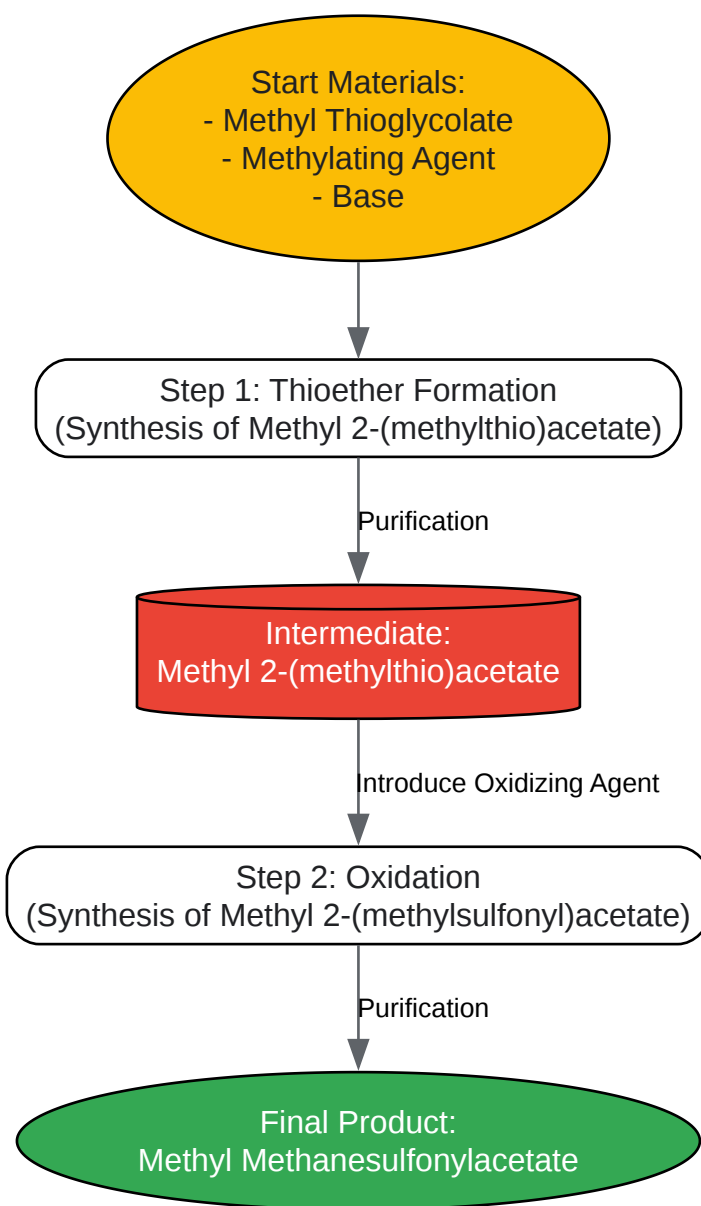 Start Materials:
- Methyl Thioglycolate
- Methylating Agent
- Base
Step 1: Thioether Formation
(Synthesis of Methyl 2-(methylthio)acetate)
Purification
Intermediate:
Methyl 2-(methylthio)acetate
Introduce Oxidizing Agent
Step 2: Oxidation
(Synthesis of Methyl 2-(methylsulfonyl)acetate)
Purification
Final Product:
Methyl Methanesulfonylacetate